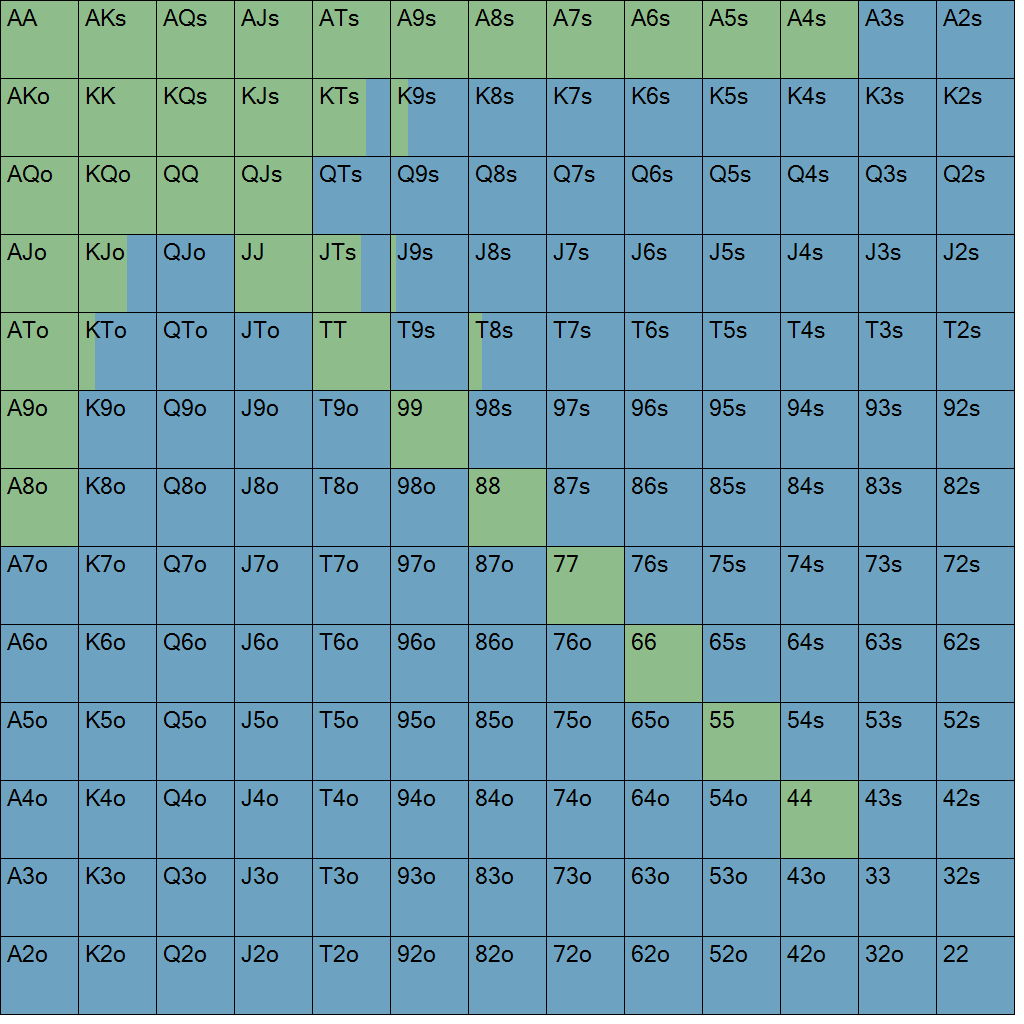 AA AKs AQs AJs ATs A9s A8s A7s A6s A5s A4s A3s A2s
AKo KK KQs KJs KTs K9s K8s K7s K6s K5s K4s K3s K2s
AQo KQo QQ QJs QTs Q9s Q8s Q7s Q6s Q5s Q4s Q3s Q2s
AJo KJo QJo JJ JTs J9s J8s J7s J6s J5s J4s J3s J2s
ATo KTo QTo JTo TT T9s T8s T7s T6s T5s T4s T3s T2s
A9o K9o Q9o J9o T9o 99 98s 97s 96s 95s 94s 93s 92s
A8o K8o Q8o J8o T8o 98o 88 87s 86s 85s 84s 83s 82s
A7o K7o Q7o J7o T7o 97o 87o 77 76s 75s 74s 73s 72s
A6o K6o Q6o J6o T6o 96o 86o 76o 66 65s 64s 63s 62s
A5o K5o Q5o J5o T5o 95o 85o 75o 65o 55 54s 53s 52s
A4o K4o Q4o J4o T4o 94o 84o 74o 64o 54o 44 43s 42s
A3o K3o Q3o J3o T3o 93o 83o 73o 63o 53o 43o 33 32s
A2o K2o Q2o J2o T2o 92o 82o 72o 62o 52o 42o 32o 22